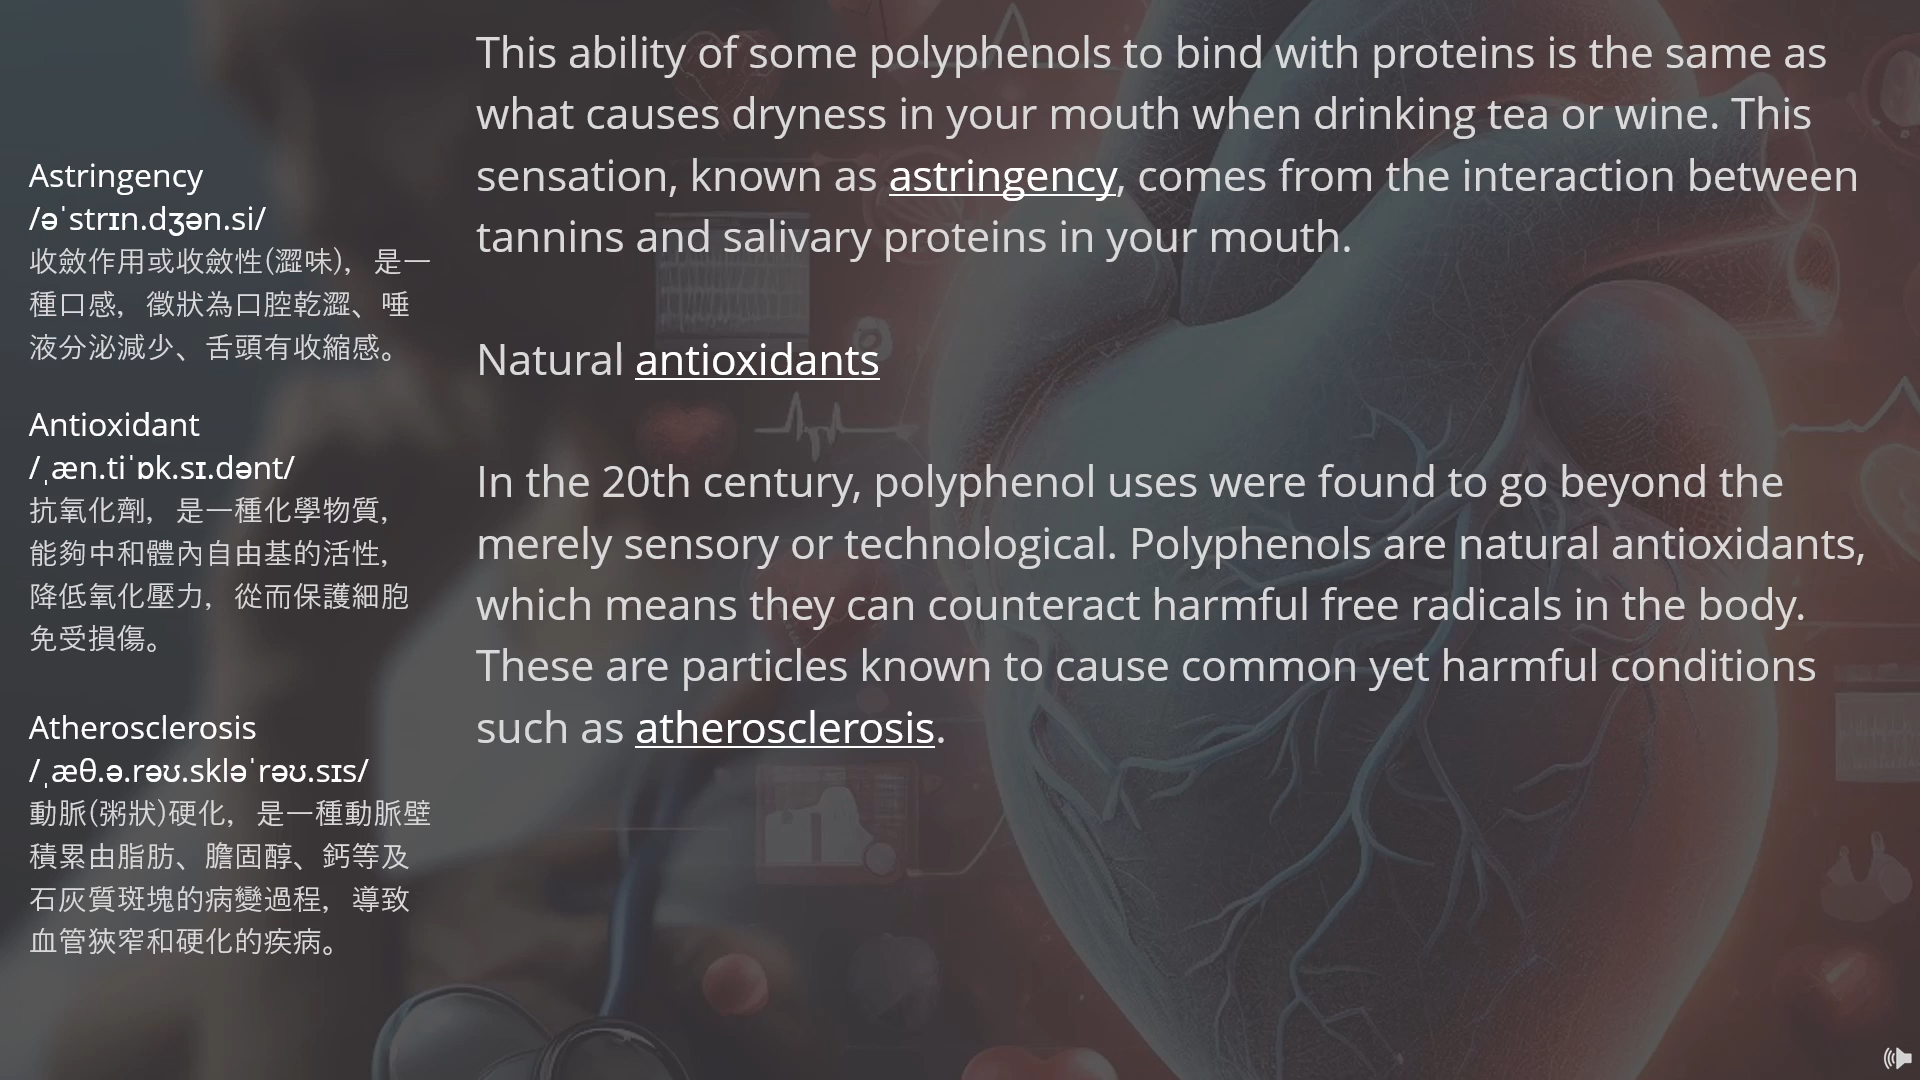 Astringency
/əˈstrɪn.dʒən.si/
收斂作用或收斂性(澀味)，是一
種口感，徵狀為口腔乾澀、唾
液分泌減少、舌頭有收縮感。
Antioxidant
/ˌæn.tiˈɒk.sɪ.dənt/
抗氧化劑，是一種化學物質，
能夠中和體內自由基的活性，
降低氧化壓力，從而保護細胞
免受損傷。
Atherosclerosis
/ˌæθ.ə.rəʊ.skləˈrəʊ.sɪs/
動脈(粥狀)硬化，是一種動脈壁
積累由脂肪、膽固醇、鈣等及
石灰質斑塊的病變過程，導致
血管狹窄和硬化的疾病。
This ability of some polyphenols to bind with proteins is the same as
what causes dryness in your mouth when drinking tea or wine. This
sensation, known as astringency, comes from the interaction between
tannins and salivary proteins in your mouth.
Natural antioxidants
In the 20th century, polyphenol uses were found to go beyond the
merely sensory or technological. Polyphenols are natural antioxidants,
which means they can counteract harmful free radicals in the body.
These are particles known to cause common yet harmful conditions
such as atherosclerosis.